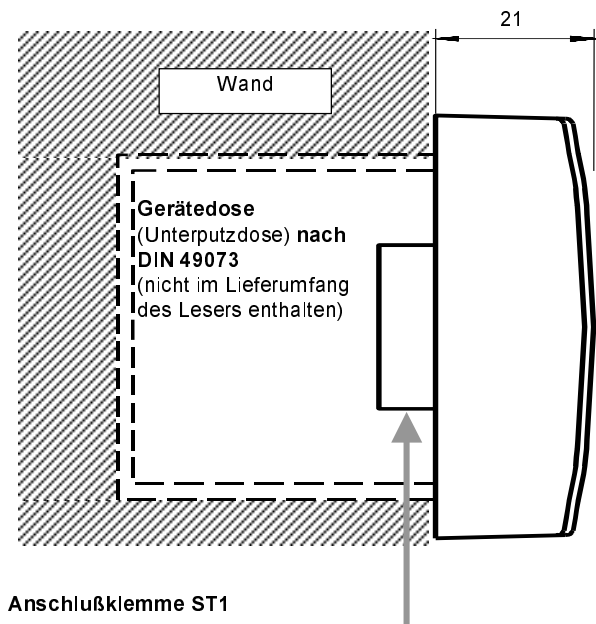 21
Wand
Gerätedose
(Unterputzdose) nach
DIN 49073
(nicht im Lieferumfang
des Lesers enthalten)
Anschlußklemme ST1